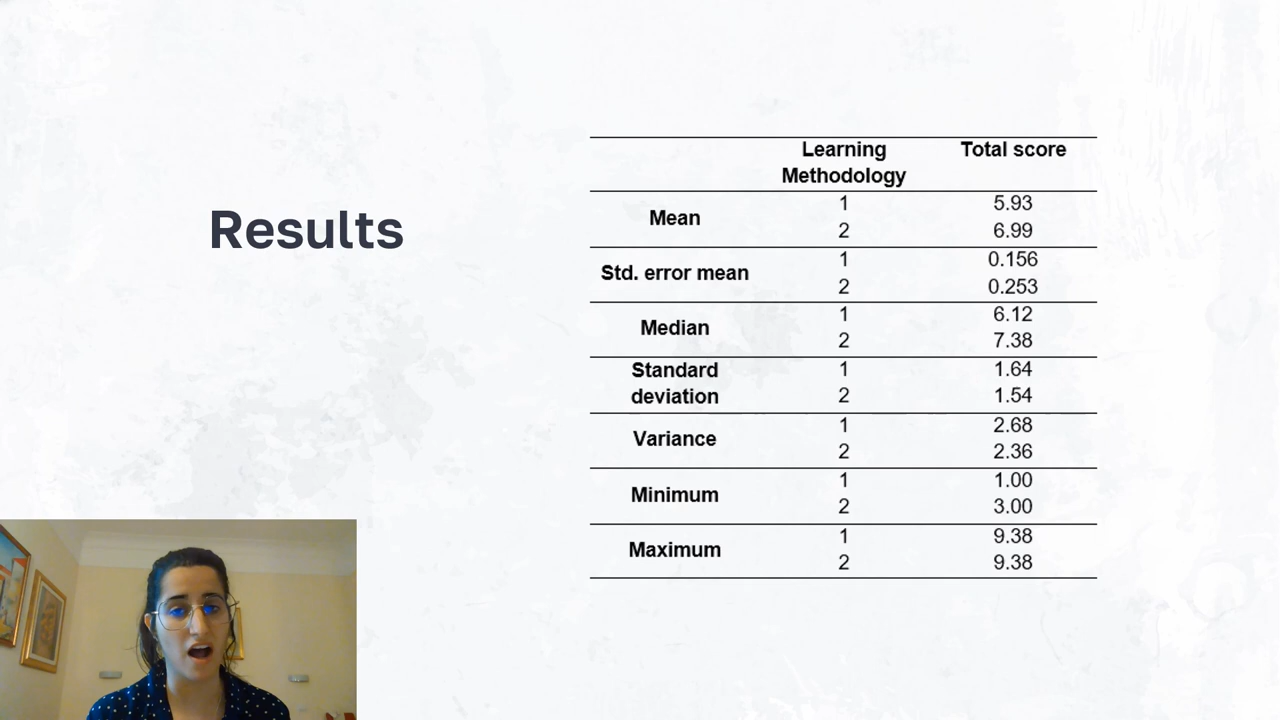 Results
Learning Methodology Total score
Mean 1 5.93
2 6.99
Std. error mean 1 0.156
2 0.253
Median 1 6.12
2 7.38
Standard deviation 1 1.64
2 1.54
Variance 1 2.68
2 2.36
Minimum 1 1.00
2 3.00
Maximum 1 9.38
2 9.38